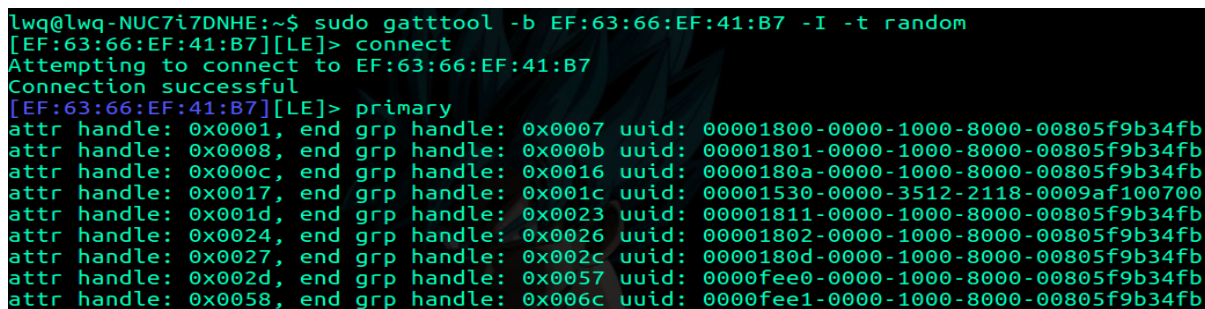 lwq@lwq-NUC7i7DNHE:~$ sudo gatttool -b EF:63:66:EF:41:B7 -I -t random
[EF:63:66:EF:41:B7][LE]> connect
Attempting to connect to EF:63:66:EF:41:B7
Connection successful
[EF:63:66:EF:41:B7][LE]> primary
attr handle: 0x0001, end grp handle: 0x0007 uuid: 00001800-0000-1000-8000-00805f9b34fb
attr handle: 0x0008, end grp handle: 0x000b uuid: 00001801-0000-1000-8000-00805f9b34fb
attr handle: 0x000c, end grp handle: 0x0016 uuid: 0000180a-0000-1000-8000-00805f9b34fb
attr handle: 0x0017, end grp handle: 0x001c uuid: 00001530-0000-3512-2118-0009af100700
attr handle: 0x001d, end grp handle: 0x0023 uuid: 00001811-0000-1000-8000-00805f9b34fb
attr handle: 0x0024, end grp handle: 0x0026 uuid: 00001802-0000-1000-8000-00805f9b34fb
attr handle: 0x0027, end grp handle: 0x002c uuid: 0000180d-0000-1000-8000-00805f9b34fb
attr handle: 0x002d, end grp handle: 0x0057 uuid: 0000fee0-0000-1000-8000-00805f9b34fb
attr handle: 0x0058, end grp handle: 0x006c uuid: 0000fee1-0000-1000-8000-00805f9b34fb